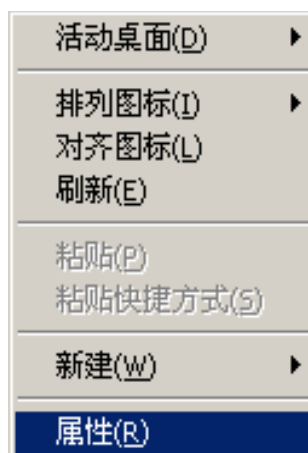 活动桌面(D)
排列图标(I)
对齐图标(L)
刷新(E)
粘贴(P)
粘贴快捷方式(S)
新建(W)
属性(R)